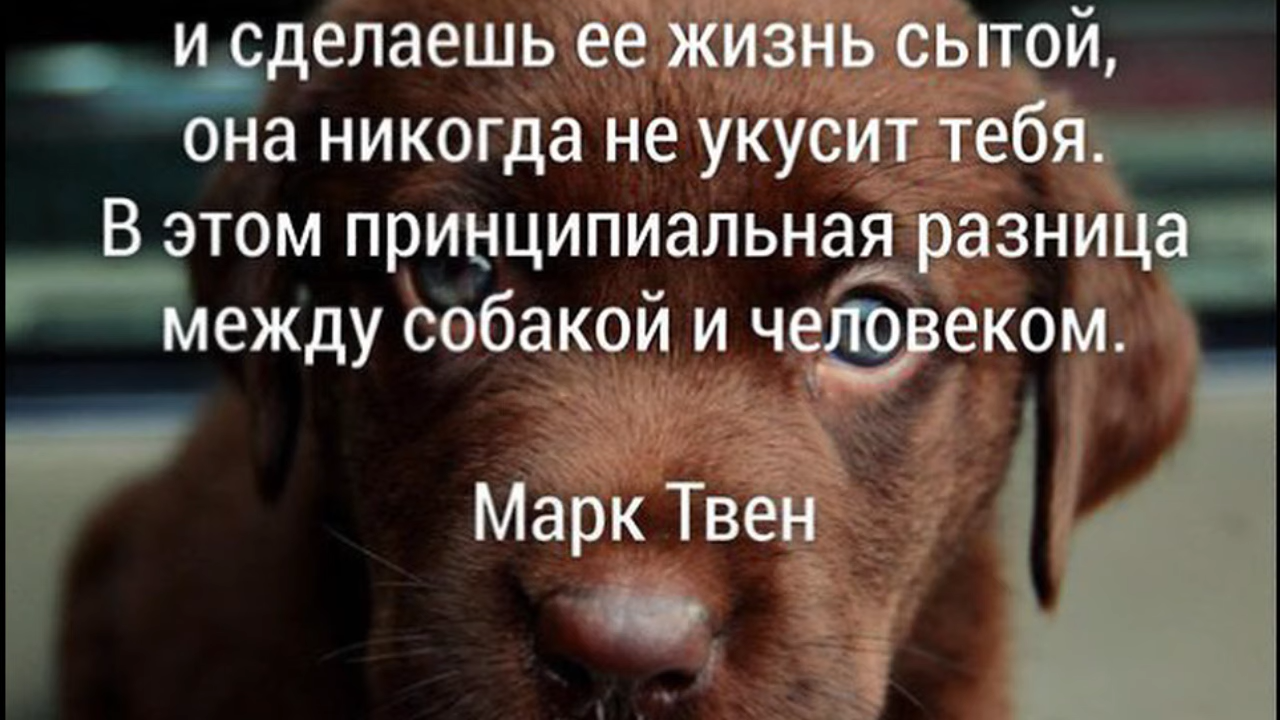 и сделаешь ее жизнь сытой,
она никогда не укусит тебя.
В этом принципиальная разница
между собакой и человеком.
Марк Твен